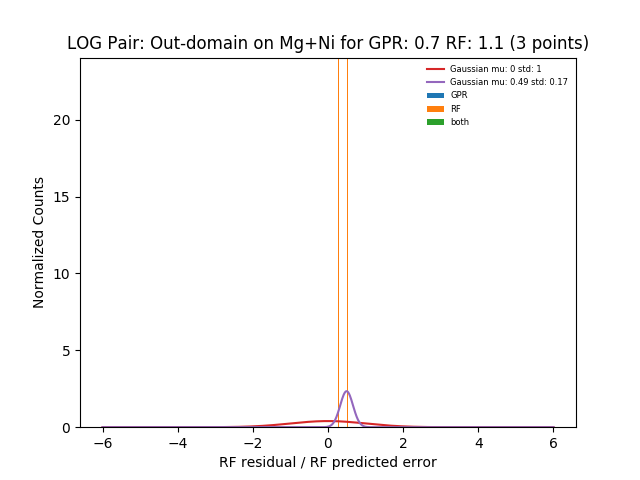 LOG Pair: Out-domain on Mg+Ni for GPR: 0.7 RF: 1.1 (3 points)
Gaussian mu: 0 std: 1
Gaussian mu: 0.49 std: 0.17
GPR
RF
both
Normalized Counts
20
15
10
5
0
−6 −4 −2 0 2 4 6
RF residual / RF predicted error